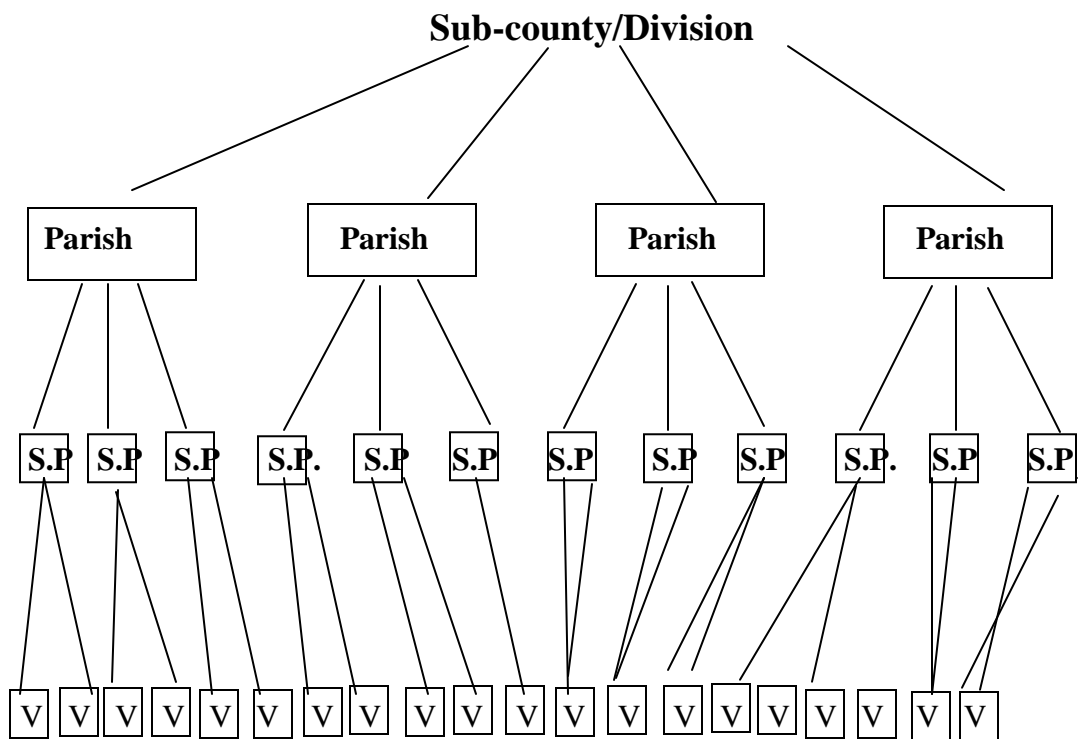 Sub-county/Division
Parish Parish Parish Parish
S.P S.P S.P S.P. S.P S.P S.P S.P S.P S.P. S.P S.P
V V V V V V V V V V V V V V V V V V V V